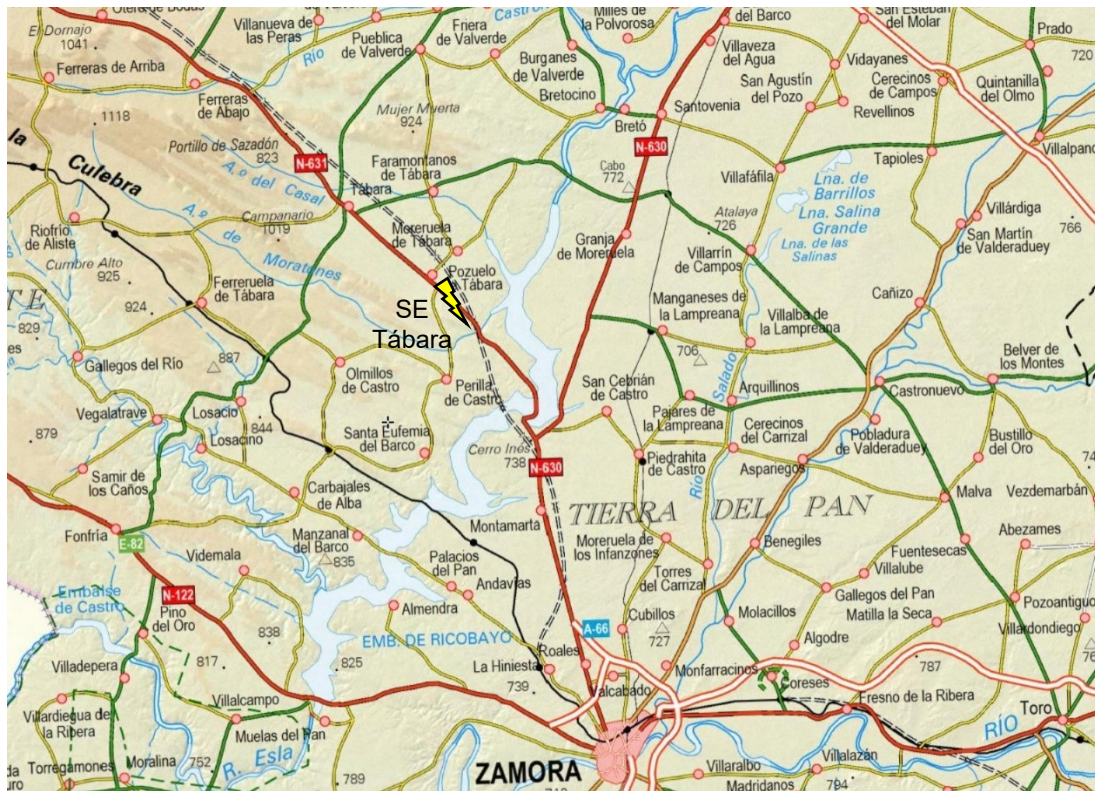 Otero de Bodas
Villanueva de
las Peras
Friera
de Valverde
Castrón
Milles de
la Polvorosa
del Barco
San Esteban
del Molar
Prado
El Dornajo
1041
Río
Pueblica
de Valverde
Burganes
de Valverde
Villaveza
del Agua
Vidayanes
720
Ferreras de Arriba
Ferreras
de Abajo
Bretocino
San Agustín
del Pozo
Cerecinos
de Campos
Quintanilla
del Olmo
1118
Mujer Muerta
924
Bretó
Santovenia
Revellinos
la
Culebra
Portillo de Sazadón
823
N-631
Faramontanos
de Tábara
N-630
Cabo
772
Villafáfila
Tapioles
Villalpando
A.º del Casal
Tábara
Lna. de
Barrillos
Lna. Salina
Grande
Lna. de las
Salinas
Villárdiga
Riofrío
de Aliste
A.º
de
Moratones
Campanario
1019
Moreruela
de Tábara
Granja
de Moreruela
Atalaya
726
San Martín
de Valderaduey
766
Cumbre Alto
925
Villarrín
de Campos
Ferreruela
de Tábara
Pozuelo
de Tábara
T E
924
829
SE
Tábara
Manganeses de
la Lampreana
Villalba de
la Lampreana
Cañizo
Gallegos del Río
887
Olmillos
de Castro
Perilla
de Castro
706
Salado
Belver de
los Montes
Vegalatrave
Losacio
San Cebrián
de Castro
Arquillinos
Castronuevo
879
844
Losacino
Santa Eufemia
del Barco
Cerro Inés
738
Pajares de
la Lampreana
Cerecinos
del Carrizal
Pobladura
de Valderaduey
Bustillo
del Oro
Samir de
los Caños
N-630
Piedrahita
de Castro
Río
Aspariegos
Carbajales
de Alba
Malva
Vezdemarbán
Fonfría
E-82
Montamarta
TIERRA DEL PAN
Manzanal
del Barco
835
Moreruela de
los Infanzones
Benegiles
Fuentesecas
Abezames
Videmala
Palacios
del Pan
Andavías
Torres
del Carrizal
Villalube
Embalse
de Castro
N-122
Almendra
Gallegos del Pan
Pino
del Oro
838
EMB. DE RICOBAYO
A-66
Cubillos
727
Molacillos
Matilla la Seca
Pozoantiguo
Villardondiego
Algodre
817
825
Roales
Villadepera
La Hiniesta
739
Monfarracinos
787
Villalcampo
Valcabado
Coreses
Fresno de la Ribera
Toro
Villardiegua de
la Ribera
Muelas del Pan
RÍO
Moralina
752
R. Esla
Torregamones
789
ZAMORA
Villaralbo
Villalazán
Madridanos
794